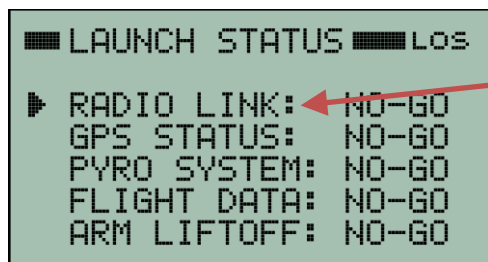 LAUNCH STATUS LOS
RADIO LINK: NO-GO
GPS STATUS: NO-GO
PYRO SYSTEM: NO-GO
FLIGHT DATA: NO-GO
ARM LIFTOFF: NO-GO